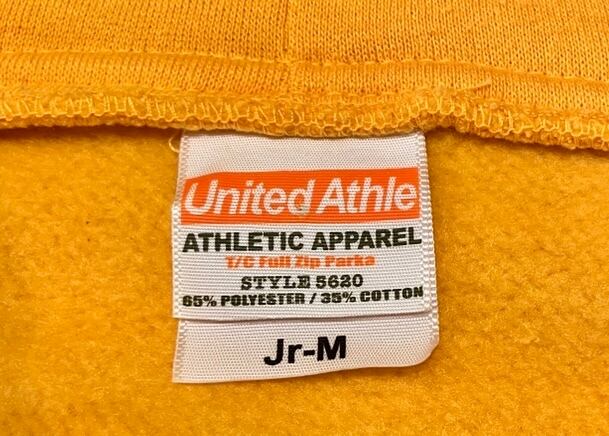 United Athle
ATHLETIC APPAREL
T/C Full Zip Parka
STYLE 5620
65% POLYESTER / 35% COTTON
Jr-M